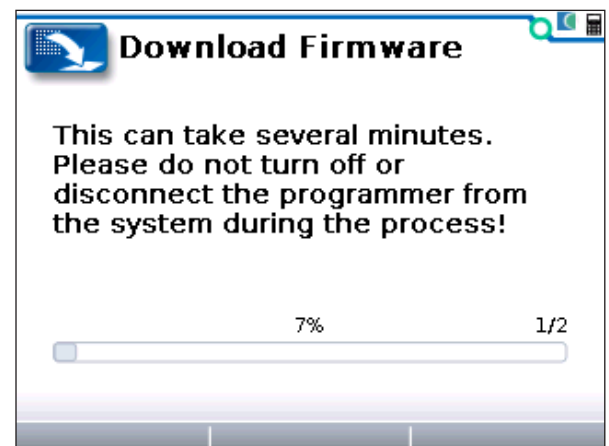 Download Firmware
This can take several minutes.
Please do not turn off or
disconnect the programmer from
the system during the process!
7% 1/2